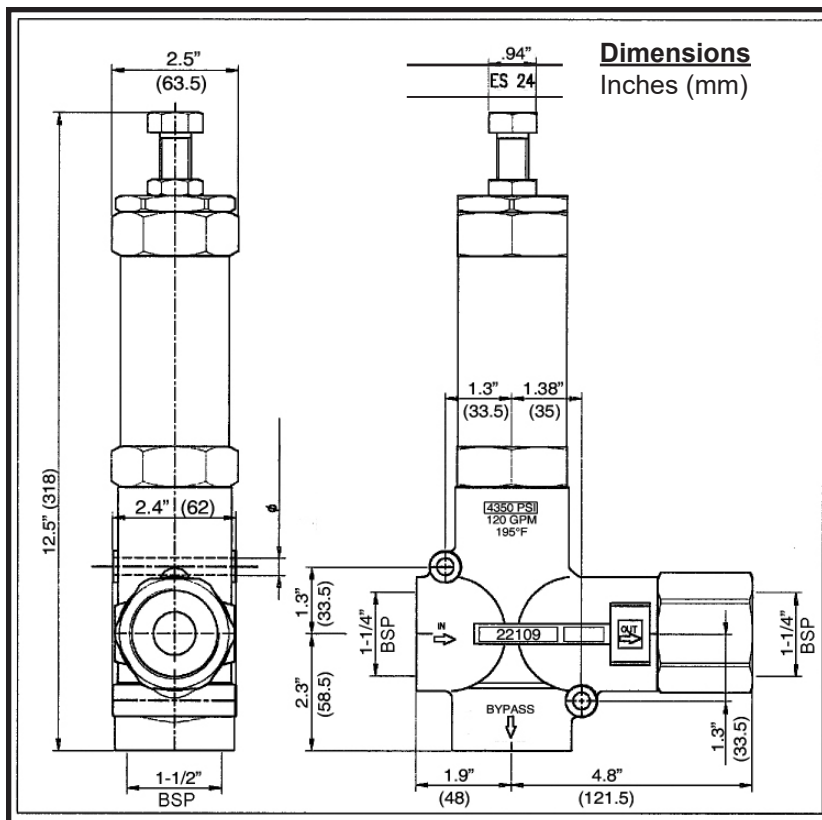 Dimensions
Inches (mm)
2.5"
(63.5)
.94"
ES 24
12.5" (318)
1.3"
(33.5)
1.38"
(35)
2.4" (62)
ø
4350 PSI
120 GPM
195°F
1.3"
(33.5)
2.3"
(58.5)
1-1/4"
BSP
IN
22109
OUT
1-1/4"
BSP
BYPASS
1.3"
(33.5)
1-1/2"
BSP
1.9"
(48)
4.8"
(121.5)